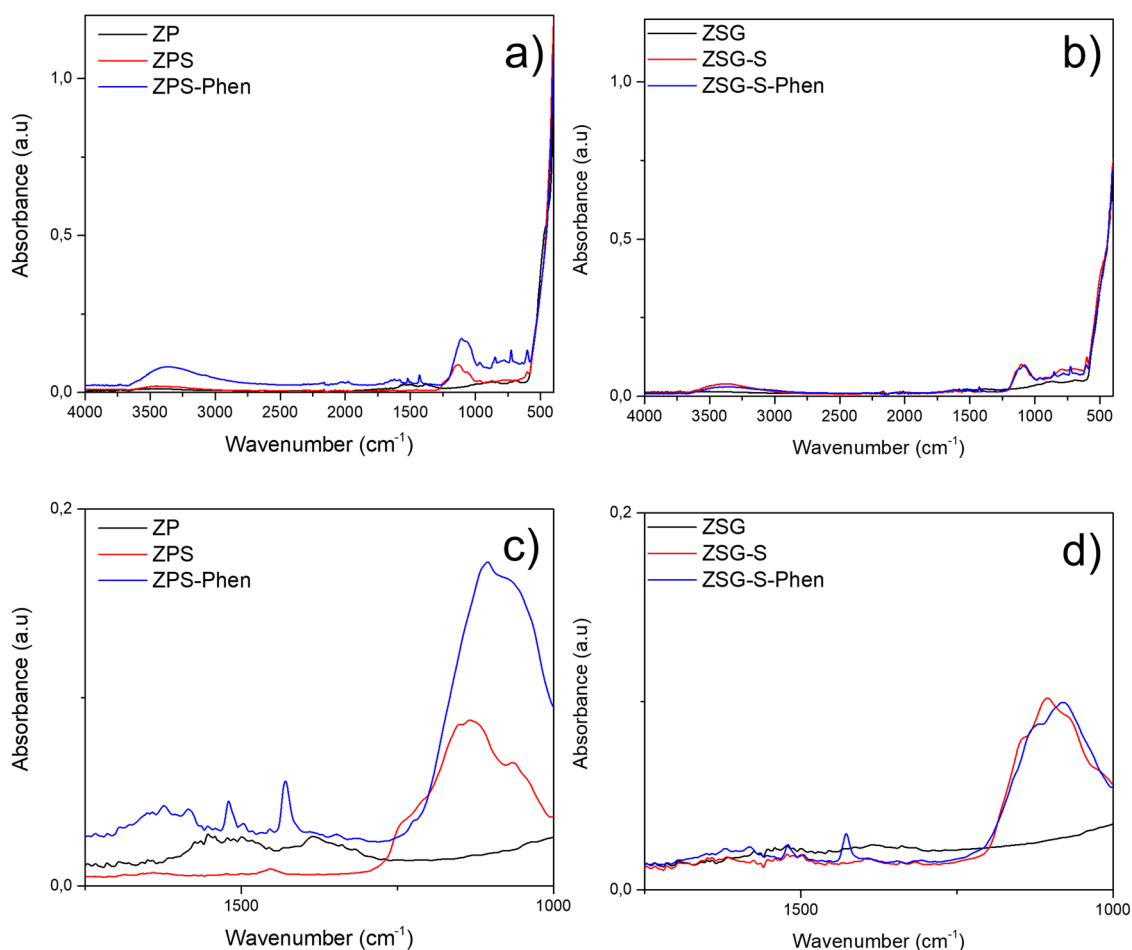 ZP
ZPS
ZPS-Phen
a)
1,0
0,5
0,0
Absorbance (a.u)
4000 3500 3000 2500 2000 1500 1000 500
Wavenumber (cm⁻¹)
ZSG
ZSG-S
ZSG-S-Phen
b)
1,0
0,5
0,0
Absorbance (a.u)
4000 3500 3000 2500 2000 1500 1000 500
Wavenumber (cm⁻¹)
ZP
ZPS
ZPS-Phen
c)
0,2
0,0
Absorbance (a.u)
1500 1000
Wavenumber (cm⁻¹)
ZSG
ZSG-S
ZSG-S-Phen
d)
0,2
0,0
Absorbance (a.u)
1500 1000
Wavenumber (cm⁻¹)